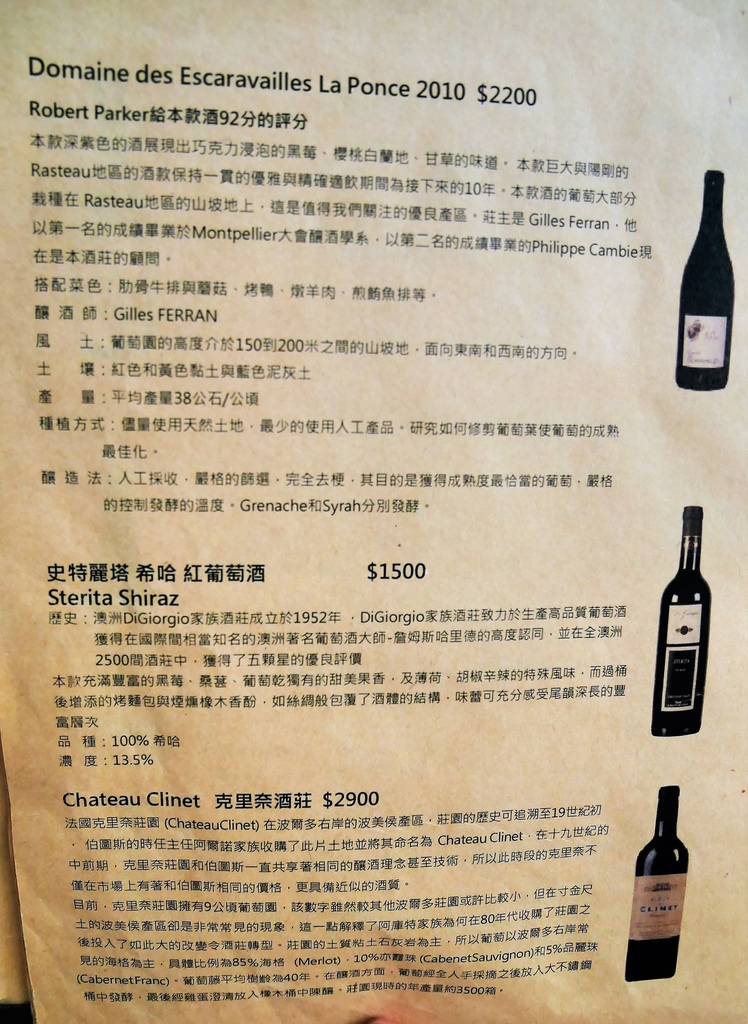 Domaine des Escaravailles La Ponce 2010 $2200
Robert Parker給本款酒92分的評分
本款深紫色的酒展現出巧克力浸泡的黑莓、櫻桃白蘭地、甘草的味道。本款巨大與陽剛的
Rasteau地區的酒款保持一貫的優雅與精確適飲期間為接下來的10年。本款酒的葡萄大部分
栽種在 Rasteau地區的山坡地上，這是值得我們關注的優良產區。莊主是 Gilles Ferran，他
以第一名的成績畢業於Montpellier大會釀酒學系，以第二名的成績畢業的Philippe Cambie現
在是本酒莊的顧問。
搭配菜色：肋骨牛排與蘑菇、烤鴨、燉羊肉、煎鮪魚排等。
釀 酒 師：Gilles FERRAN
風 土：葡萄園的高度介於150到200米之間的山坡地，面向東南和西南的方向。
土 壤：紅色和黃色黏土與藍色泥灰土
產 量：平均產量38公石/公頃
種植方式：儘量使用天然土地，最少的使用人工產品。研究如何修剪葡萄葉使葡萄的成熟
最佳化。
釀 造 法：人工採收，嚴格的篩選，完全去梗，其目的是獲得成熟度最恰當的葡萄，嚴格
的控制發酵的溫度。Grenache和Syrah分別發酵。
史特麗塔 希哈 紅葡萄酒 $1500
Sterita Shiraz
歷史：澳洲DiGiorgio家族酒莊成立於1952年，DiGiorgio家族酒莊致力於生產高品質葡萄酒
獲得在國際間相當知名的澳洲著名葡萄酒大師-詹姆斯哈里德的高度認同，並在全澳洲
2500間酒莊中，獲得了五顆星的優良評價
本款充滿豐富的黑莓、桑葚、葡萄乾獨有的甜美果香，及薄荷、胡椒辛辣的特殊風味，而過桶
後增添的烤麵包與煙燻橡木香酚，如絲綢般包覆了酒體的結構，味蕾可充分感受尾韻深長的豐
富層次
品 種：100% 希哈
濃 度：13.5%
Chateau Clinet 克里奈酒莊 $2900
法國克里奈莊園 (ChateauClinet) 在波爾多右岸的波美侯產區，莊園的歷史可追溯至19世紀初
，伯圖斯的時任主任阿爾諾家族收購了此片土地並將其命名為 Chateau Clinet，在十九世紀的
中前期，克里奈莊園和伯圖斯一直共享著相同的釀酒理念甚至技術，所以此時段的克里奈不
僅在市場上有著和伯圖斯相同的價格，更具備近似的酒質。
目前，克里奈莊園擁有9公頃葡萄園，該數字雖然較其他波爾多莊園或許比較小，但在寸金尺
土的波美侯產區卻是非常常見的現象，這一點解釋了阿庫特家族為何在80年代收購了莊園之
後投入了如此大的改變令酒莊轉型。莊園的土質黏土石灰岩為主，所以葡萄以波爾多右岸常
見的海格為主，具體比例為85%海格 (Merlot)，10%赤霞珠 (CabenetSauvignon)和5%品麗珠
(CabernetFranc)。葡萄藤平均樹齡為40年。在釀酒方面，葡萄經全人手採摘之後放入大不鏽鋼
桶中發酵，最後經雞蛋澄清放入橡木桶中陳釀。莊園現時的年產量約3500箱。
CLINET